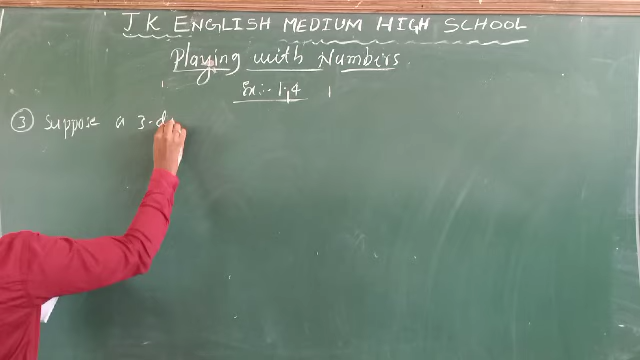 J K ENGLISH MEDIUM HIGH SCHOOL
Playing with Numbers.
Ex:- 1.4
③ Suppose a 3-d